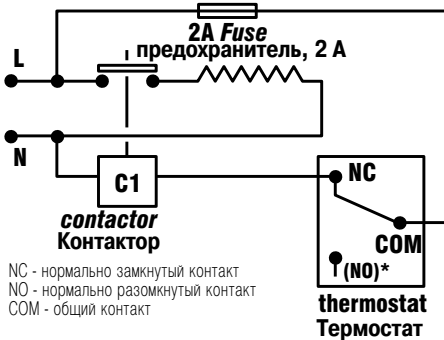 2A Fuse
предохранитель, 2 А
L
N
C1
NC
contactor
Контактор
COM
(NO)*
NC - нормально замкнутый контакт
NO - нормально разомкнутый контакт
COM - общий контакт
thermostat
Термостат